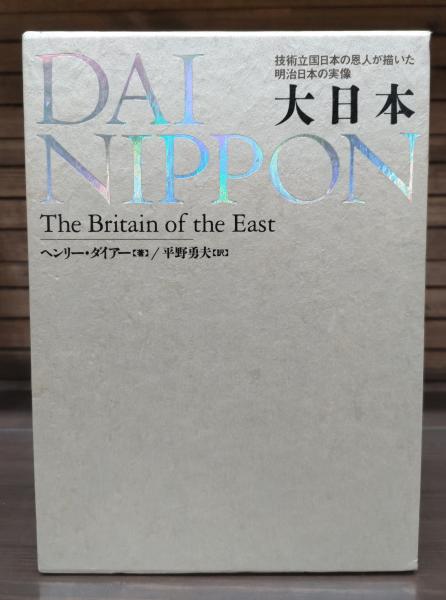 DAI
NIPPON
技術立国日本の恩人が描いた
明治日本の実像
大日本
The Britain of the East
ヘンリー・ダイアー【著】/平野勇夫【訳】